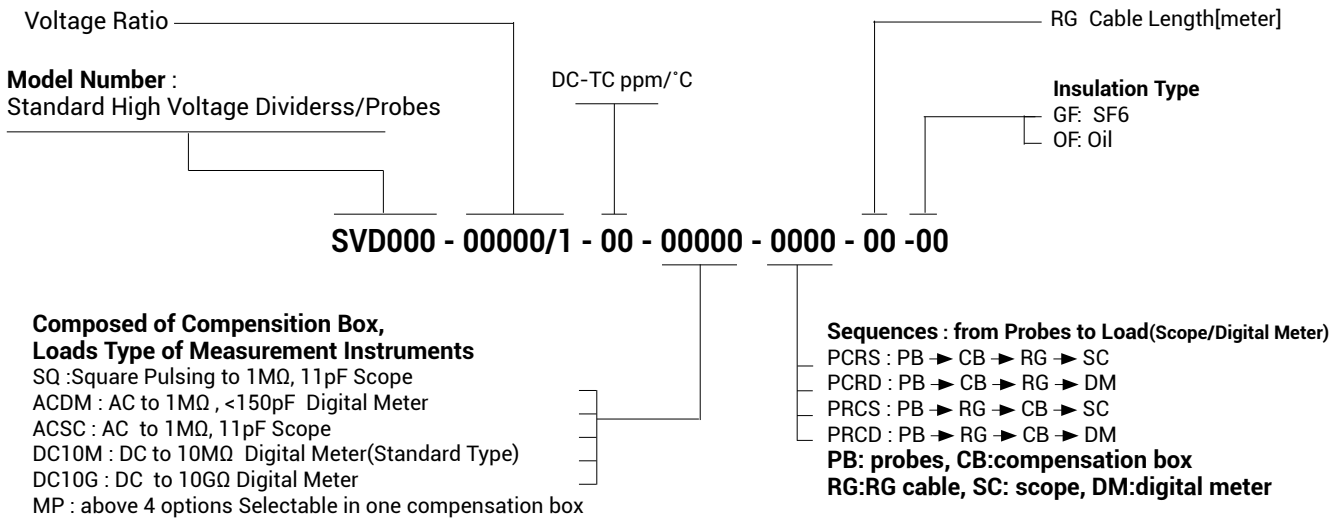 Voltage Ratio
RG Cable Length[meter]
Model Number :
Standard High Voltage Dividerss/Probes
DC-TC ppm/°C
Insulation Type
GF: SF6
OF: Oil
SVD000 - 00000/1 - 00 - 00000 - 0000 - 00 -00
Composed of Compensition Box,
Loads Type of Measurement Instruments
SQ :Square Pulsing to 1MΩ, 11pF Scope
ACDM : AC to 1MΩ , <150pF Digital Meter
ACSC : AC to 1MΩ, 11pF Scope
DC10M : DC to 10MΩ Digital Meter(Standard Type)
DC10G : DC to 10GΩ Digital Meter
MP : above 4 options Selectable in one compensation box
Sequences : from Probes to Load(Scope/Digital Meter)
PCRS : PB → CB → RG → SC
PCRD : PB → CB → RG → DM
PRCS : PB → RG → CB → SC
PRCD : PB → RG → CB → DM
PB: probes, CB:compensation box
RG:RG cable, SC: scope, DM:digital meter